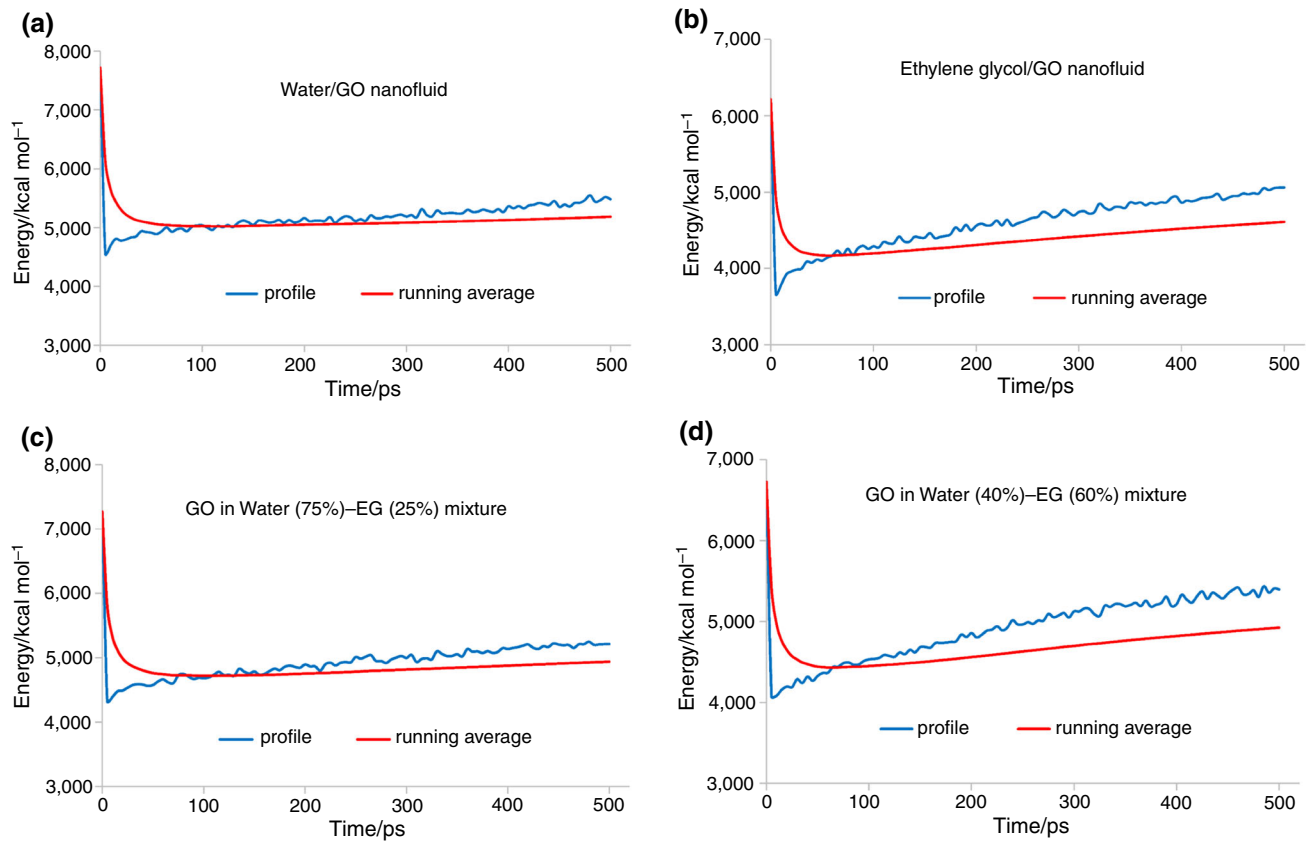 (a)
8,000
7,000
6,000
5,000
4,000
3,000
Energy/kcal mol⁻¹
Water/GO nanofluid
profile
running average
0 100 200 300 400 500
Time/ps
(b)
7,000
6,000
5,000
4,000
3,000
Energy/kcal mol⁻¹
Ethylene glycol/GO nanofluid
profile
running average
0 100 200 300 400 500
Time/ps
(c)
8,000
7,000
6,000
5,000
4,000
3,000
Energy/kcal mol⁻¹
GO in Water (75%)–EG (25%) mixture
profile
running average
0 100 200 300 400 500
Time/ps
(d)
7,000
6,000
5,000
4,000
3,000
Energy/kcal mol⁻¹
GO in Water (40%)–EG (60%) mixture
profile
running average
0 100 200 300 400 500
Time/ps